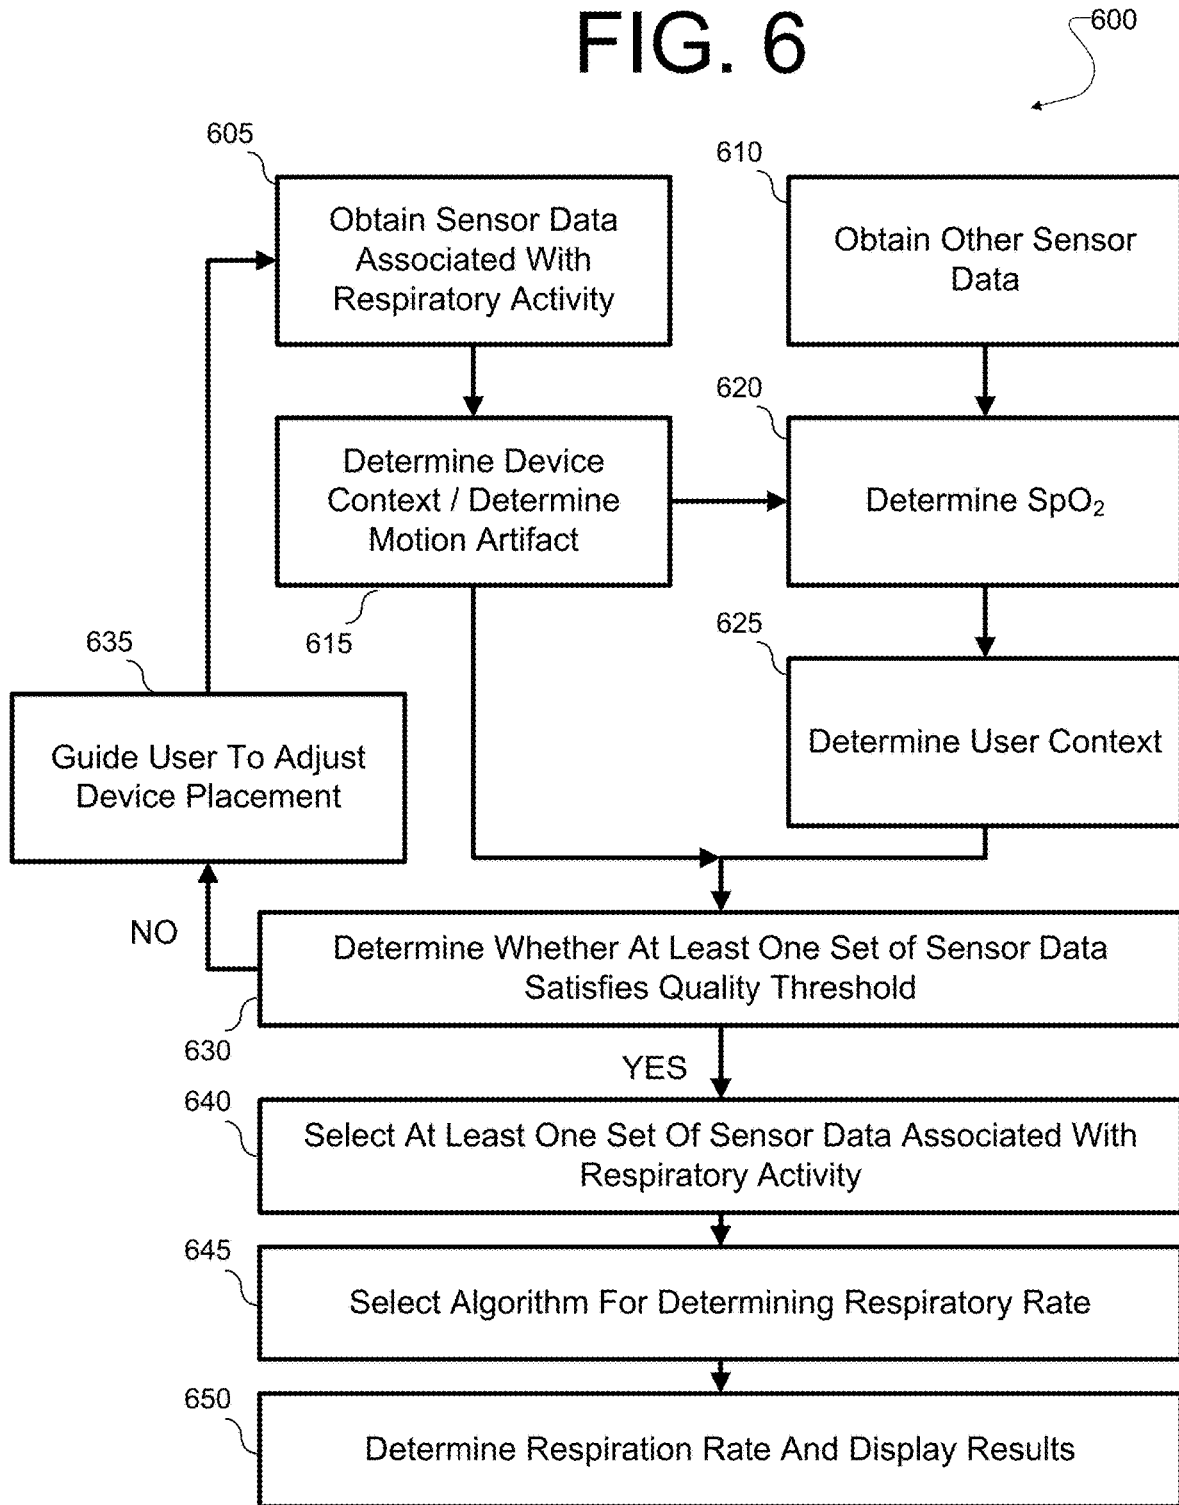 FIG. 6
600
605
Obtain Sensor Data
Associated With
Respiratory Activity
610
Obtain Other Sensor
Data
615
Determine Device
Context / Determine
Motion Artifact
620
Determine SpO₂
625
Determine User Context
635
Guide User To Adjust
Device Placement
NO
630
Determine Whether At Least One Set of Sensor Data
Satisfies Quality Threshold
YES
640
Select At Least One Set Of Sensor Data Associated With
Respiratory Activity
645
Select Algorithm For Determining Respiratory Rate
650
Determine Respiration Rate And Display Results